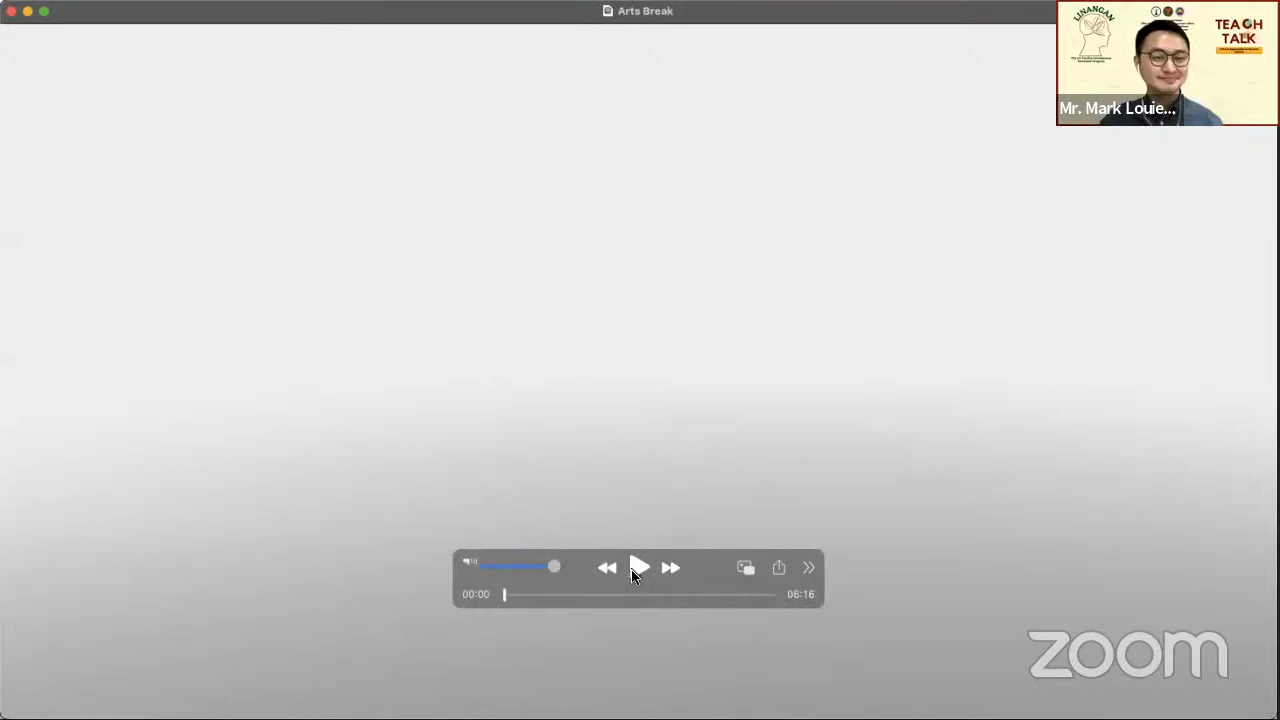 Arts Break
LINANGAN
TEACH
TALK
Mr. Mark Louie...
00:00
06:16
zoom